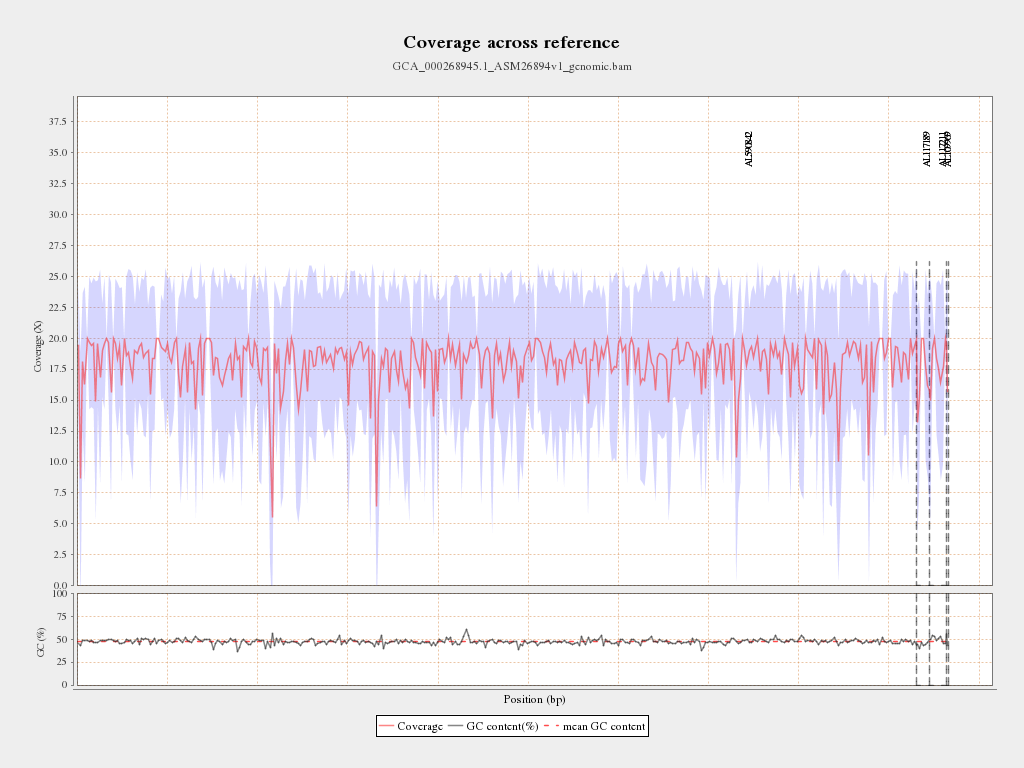 Coverage across reference
GCA_000268945.1_ASM26894v1_genomic.bam
Coverage (X)
37.5
35.0
32.5
30.0
27.5
25.0
22.5
20.0
17.5
15.0
12.5
10.0
7.5
5.0
2.5
0.0
AL590842
AL117189
AL117211
AL109969
GC (%)
100
75
50
25
0
Position (bp)
Coverage GC content(%) mean GC content